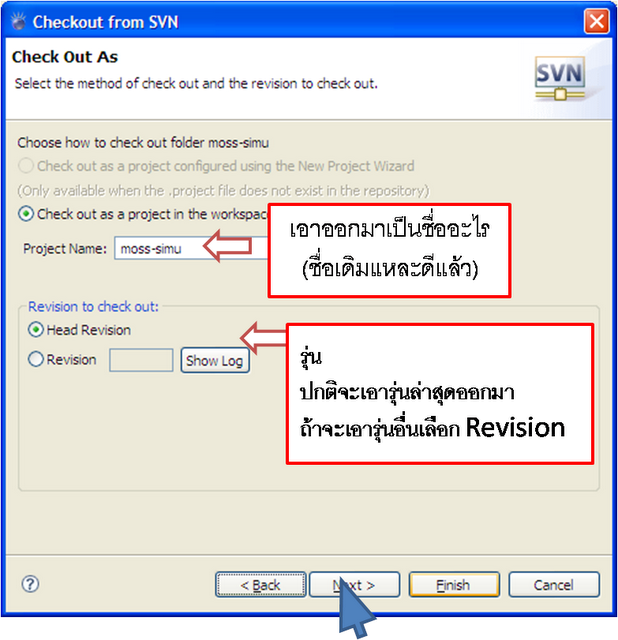 Checkout from SVN
Check Out As
Select the method of check out and the revision to check out.
SVN
Choose how to check out folder moss-simu
Check out as a project configured using the New Project Wizard
(Only available when the .project file does not exist in the repository)
Check out as a project in the workspace
Project Name: moss-simu
เอาออกมาเป็นชื่ออะไร
(ชื่อเดิมแหละดีแล้ว)
Revision to check out:
Head Revision
Revision Show Log
รุ่น
ปกติจะเอารุ่นล่าสุดออกมา
ถ้าจะเอารุ่นอื่นเลือก Revision
< Back Next > Finish Cancel